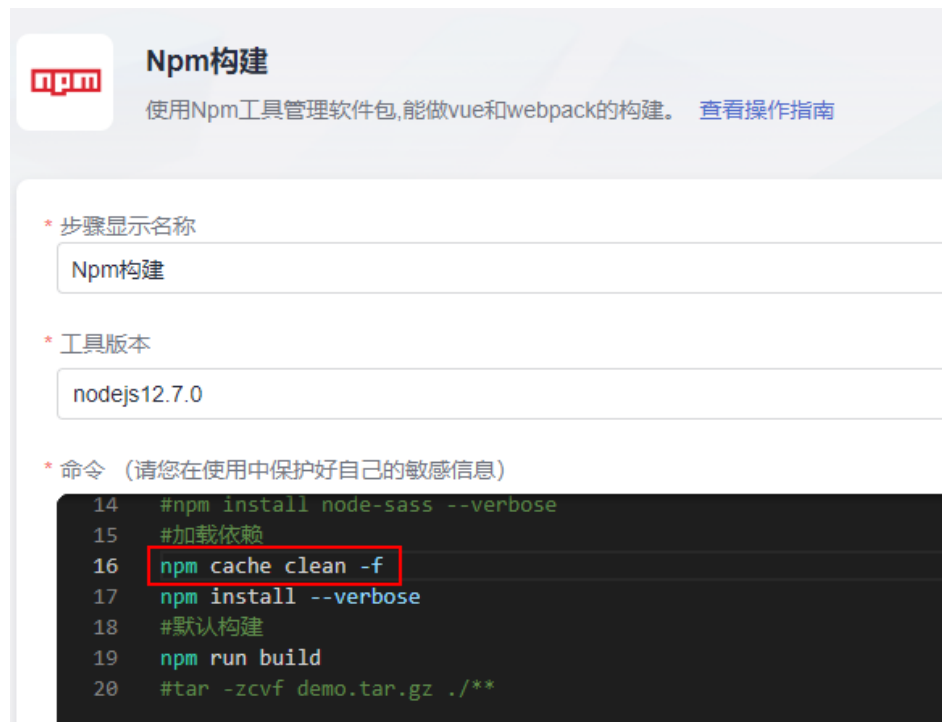 Npm构建
npm
使用Npm工具管理软件包,能做vue和webpack的构建。 查看操作指南
* 步骤显示名称
Npm构建
* 工具版本
nodejs12.7.0
* 命令 （请您在使用中保护好自己的敏感信息）
14 #npm install node-sass --verbose
15 #加载依赖
16 npm cache clean -f
17 npm install --verbose
18 #默认构建
19 npm run build
20 #tar -zcvf demo.tar.gz ./**